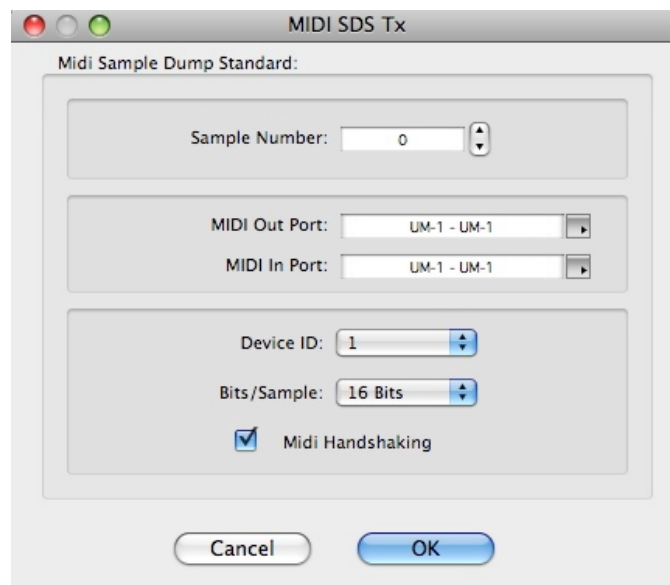 MIDI SDS Tx
Midi Sample Dump Standard:
Sample Number: 0
MIDI Out Port: UM-1 - UM-1
MIDI In Port: UM-1 - UM-1
Device ID: 1
Bits/Sample: 16 Bits
Midi Handshaking
Cancel OK